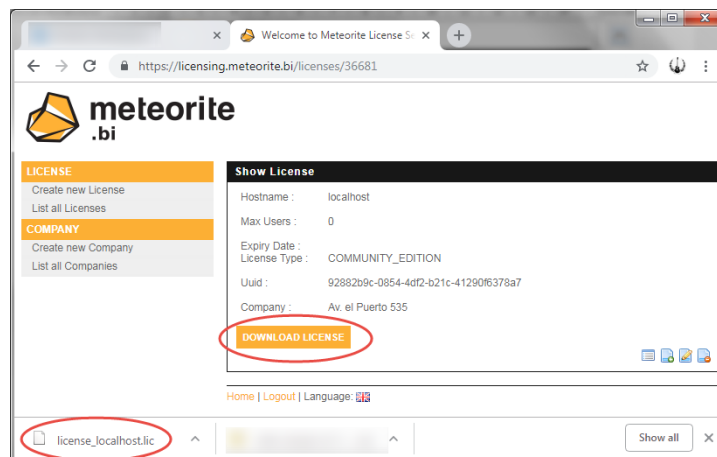 Welcome to Meteorite License Se
https://licensing.meteorite.bi/licenses/36681
meteorite
.bi
LICENSE
Create new License
List all Licenses
COMPANY
Create new Company
List all Companies
Show License
Hostname : localhost
Max Users : 0
Expiry Date :
License Type : COMMUNITY_EDITION
Uuid : 92882b9c-0854-4df2-b21c-41290f6378a7
Company : Av. el Puerto 535
DOWNLOAD LICENSE
Home | Logout | Language:
license_localhost.lic
Show all